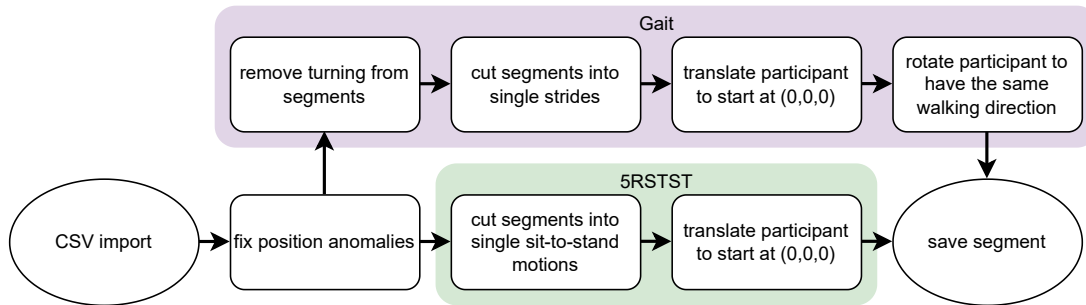 Gait
remove turning from
segments
cut segments into
single strides
translate participant
to start at (0,0,0)
rotate participant to
have the same
walking direction
5RSTST
CSV import
fix position anomalies
cut segments into
single sit-to-stand
motions
translate participant
to start at (0,0,0)
save segment